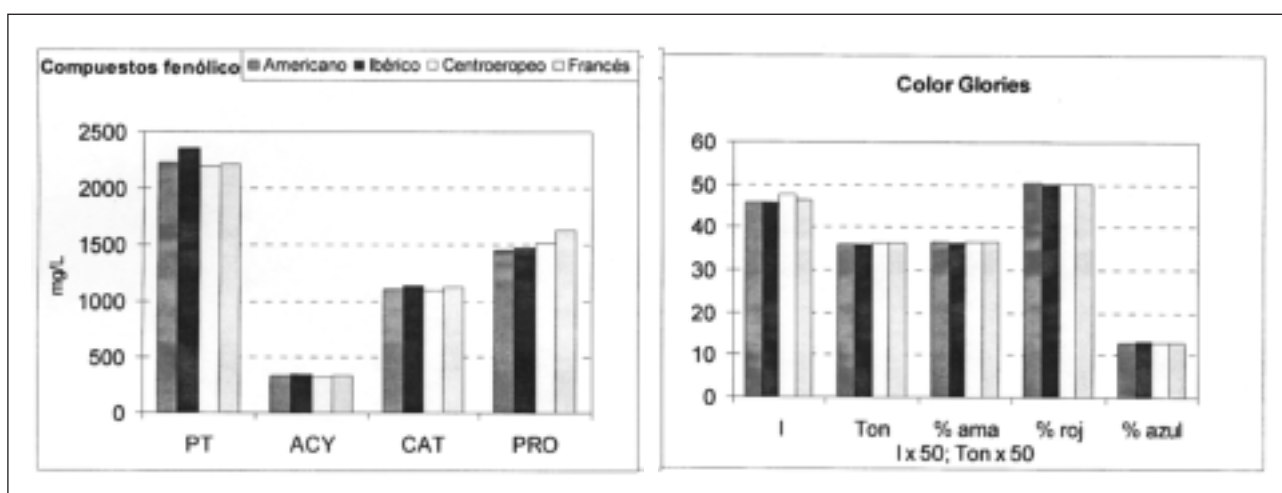 Compuestos fenólico
Americano Ibérico Centroeropeo Francés
2500
2000
1500
1000
500
0
mg/L
PT ACY CAT PRO
Color Glories
60
50
40
30
20
10
0
I Ton % ama % roj % azul
I x 50; Ton x 50